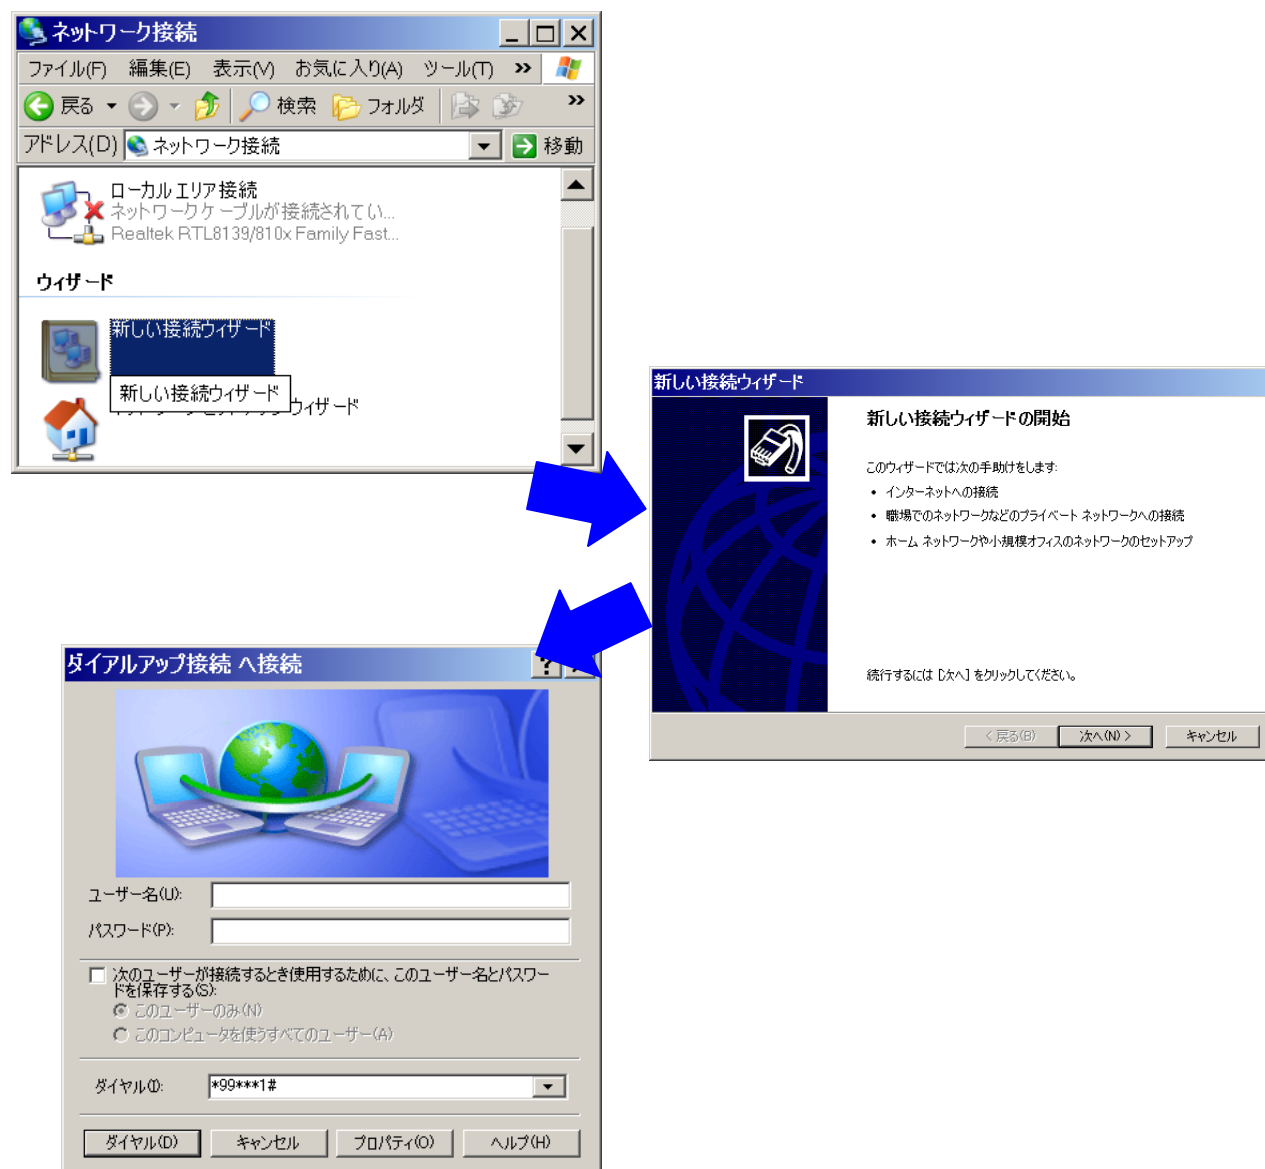 ネットワーク接続
ファイル(F) 編集(E) 表示(V) お気に入り(A) ツール(T) »
戻る 検索 フォルダ »
アドレス(D) ネットワーク接続 移動
ローカル エリア接続
ネットワーク ケーブルが接続されてい...
Realtek RTL8139/810x Family Fast...
ウィザード
新しい接続ウィザード
新しい接続ウィザード
ウィザード
新しい接続ウィザード
新しい接続ウィザードの開始
このウィザードでは次の手助けをします:
• インターネットへの接続
• 職場でのネットワークなどのプライベート ネットワークへの接続
• ホーム ネットワークや小規模オフィスのネットワークのセットアップ
続行するには [次へ] をクリックしてください。
< 戻る(B) 次へ(N) > キャンセル
ダイアルアップ接続 へ接続
?
ユーザー名(U):
パスワード(P):
次のユーザーが接続するとき使用するために、このユーザー名とパスワー
ドを保存する(S):
このユーザーのみ(N)
このコンピュータを使うすべてのユーザー(A)
ダイヤル(I): *99***1#
ダイヤル(D) キャンセル プロパティ(O) ヘルプ(H)